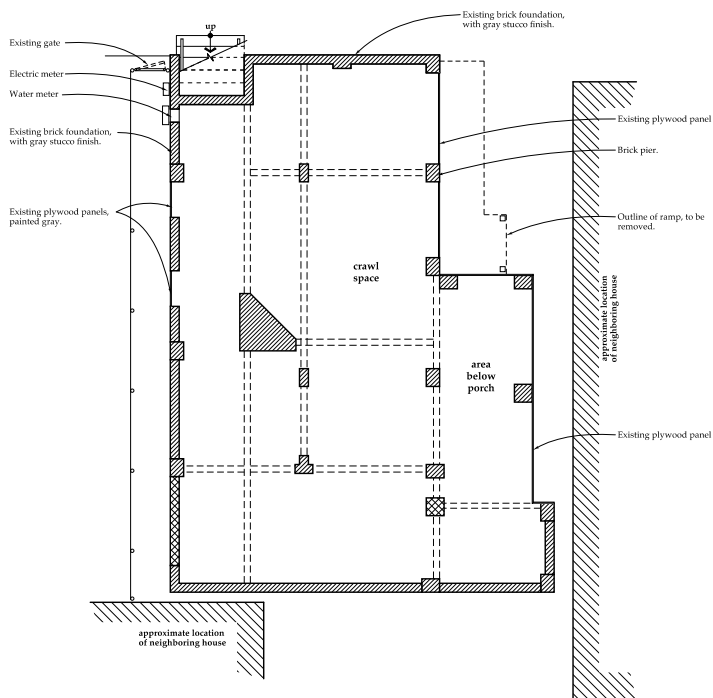 up
Existing gate
Electric meter
Water meter
Existing brick foundation,
with gray stucco finish.
Existing plywood panels,
painted gray.
Existing brick foundation,
with gray stucco finish.
Existing plywood panel
Brick pier.
Outline of ramp, to be
removed.
crawl
space
area
below
porch
approximate location
of neighboring house
Existing plywood panel
approximate location
of neighboring house